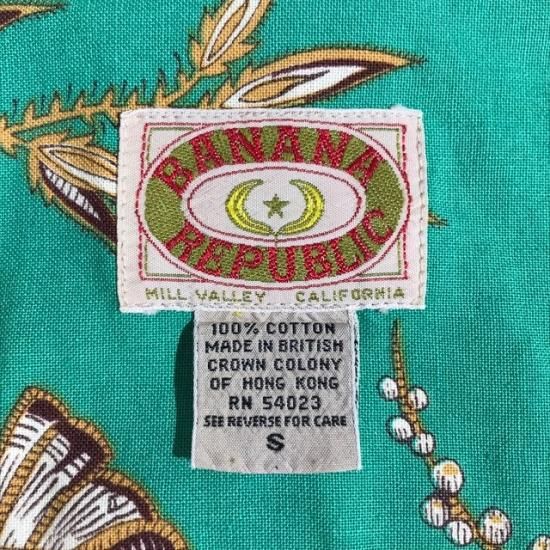 BANANA
REPUBLIC
MILL VALLEY CALIFORNIA
100% COTTON
MADE IN BRITISH
CROWN COLONY
OF HONG KONG
RN 54023
SEE REVERSE FOR CARE
S